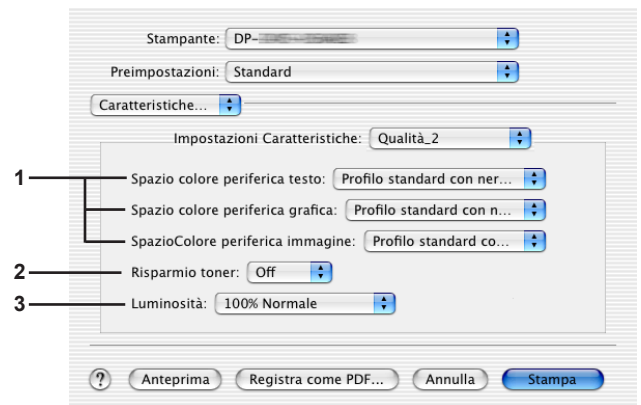 Stampante: DP-
Preimpostazioni: Standard
Caratteristiche...
Impostazioni Caratteristiche: Qualità_2
1 Spazio colore periferica testo: Profilo standard con ner...
Spazio colore periferica grafica: Profilo standard con n...
SpazioColore periferica immagine: Profilo standard co...
2 Risparmio toner: Off
3 Luminosità: 100% Normale
? Anteprima Registra come PDF... Annulla Stampa